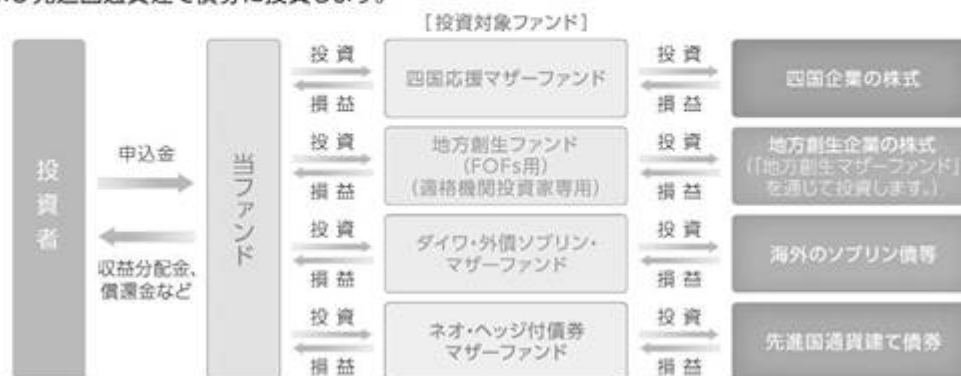 先進国通貨建て債券に投資します。
[投資対象ファンド]
投資者
申込金
収益分配金、
償還金など
当ファンド
投資
損益
四国応援マザーファンド
投資
損益
四国企業の株式
投資
損益
地方創生ファンド
(FOFs用)
(適格機関投資家専用)
投資
損益
地方創生企業の株式
(「地方創生マザーファンド」
を通じて投資します。)
投資
損益
ダイワ・外債ソブリン・
マザーファンド
投資
損益
海外のソブリン債等
投資
損益
ネオ・ヘッジ付債券
マザーファンド
投資
損益
先進国通貨建て債券